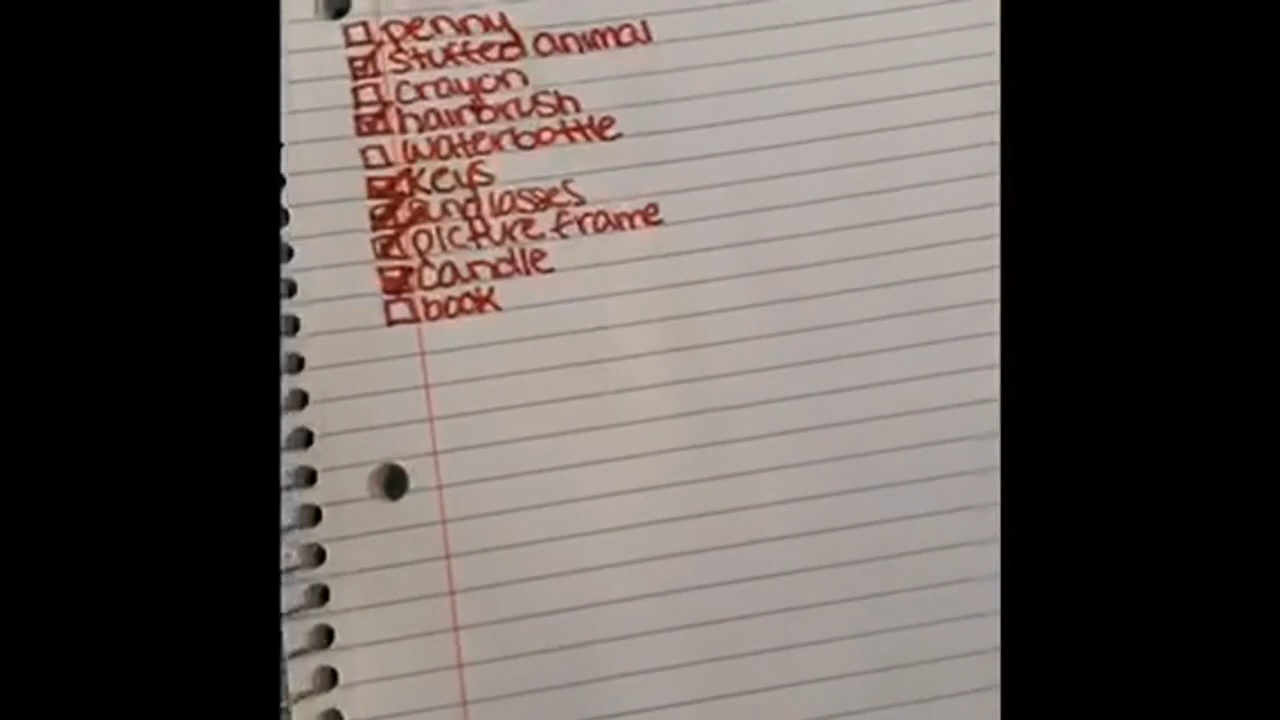 ☐ penny
☑ stuffed animal
☐ crayon
☑ hairbrush
☐ waterbottle
☑ keys
☑ sunglasses
☑ picture frame
☑ candle
☐ book